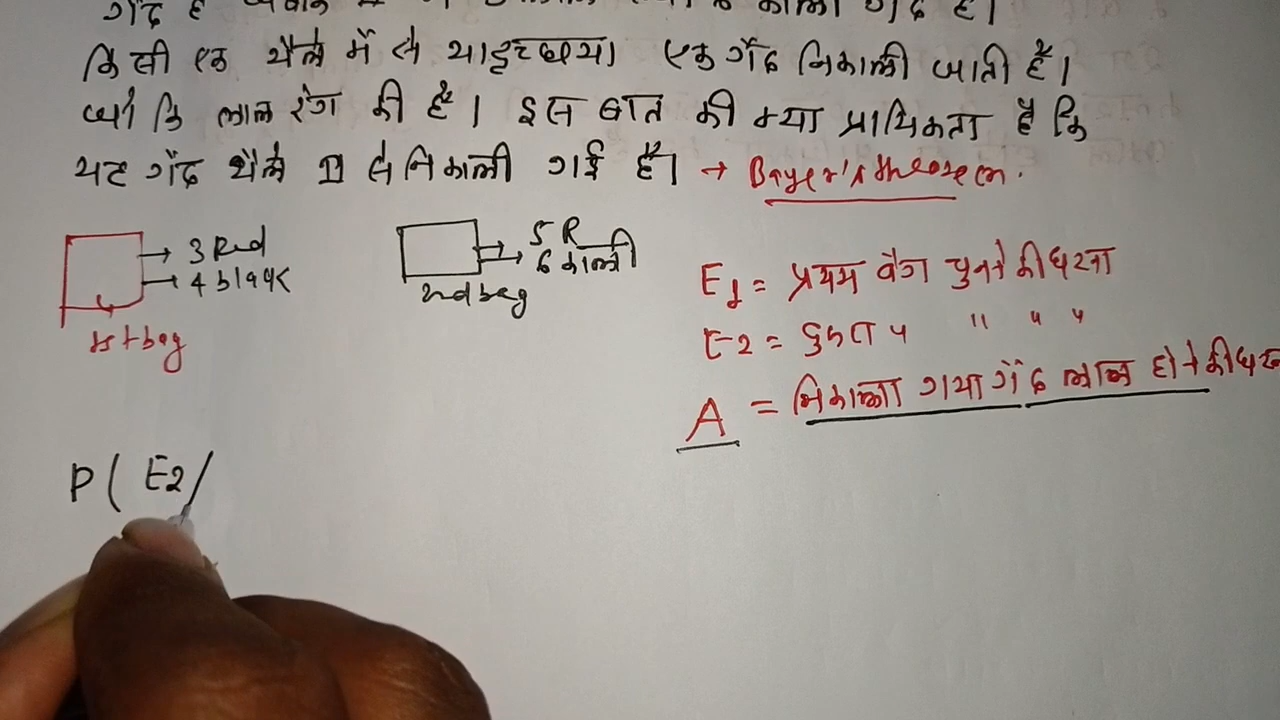 गेंद है
काली गेंद है।
किसी एक थैले में से यादृच्छया एक गेंद निकाली जाती है।
जो कि लाल रंग की है। इस बात की क्या प्रायिकता है कि
यह गेंद थैले II से निकाली गई है। → Bayer's theorem.
→ 3 Red
→ 4 black
1st bag
→ 5 R
→ 6 काली
2nd bag
E1 = प्रथम बैग चुनने की घटना
E2 = दुसरा " " " "
A = निकाला गया गेंद लाल होने की घटना
P( E2/